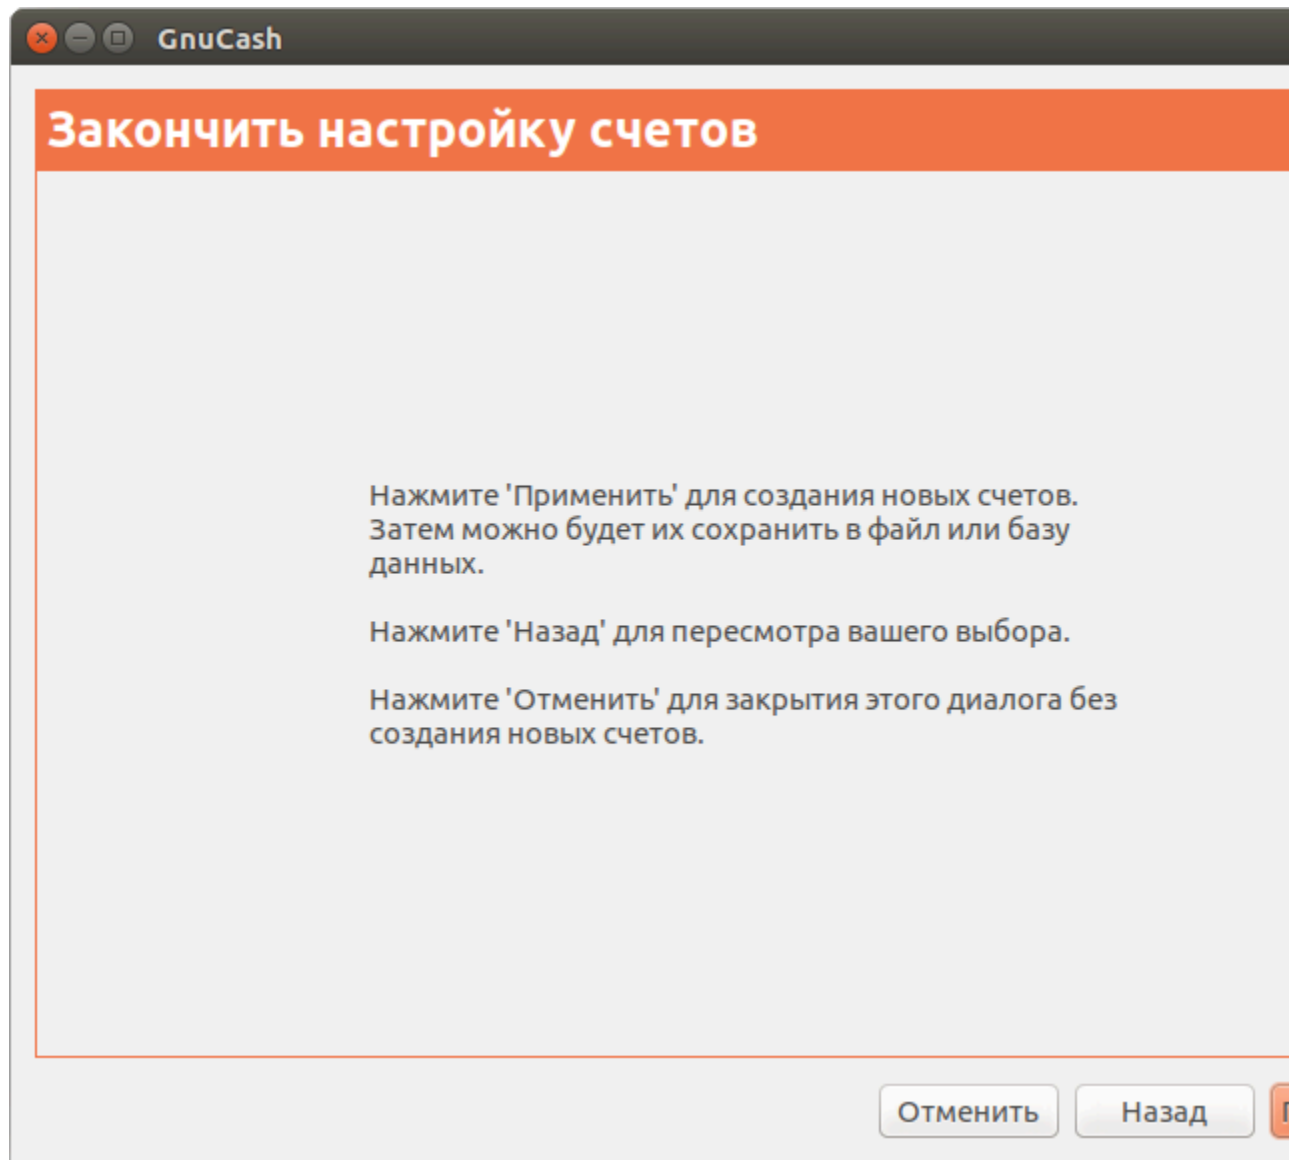 GnuCash
Закончить настройку счетов
Нажмите 'Применить' для создания новых счетов.
Затем можно будет их сохранить в файл или базу
данных.
Нажмите 'Назад' для пересмотра вашего выбора.
Нажмите 'Отменить' для закрытия этого диалога без
создания новых счетов.
Отменить
Назад